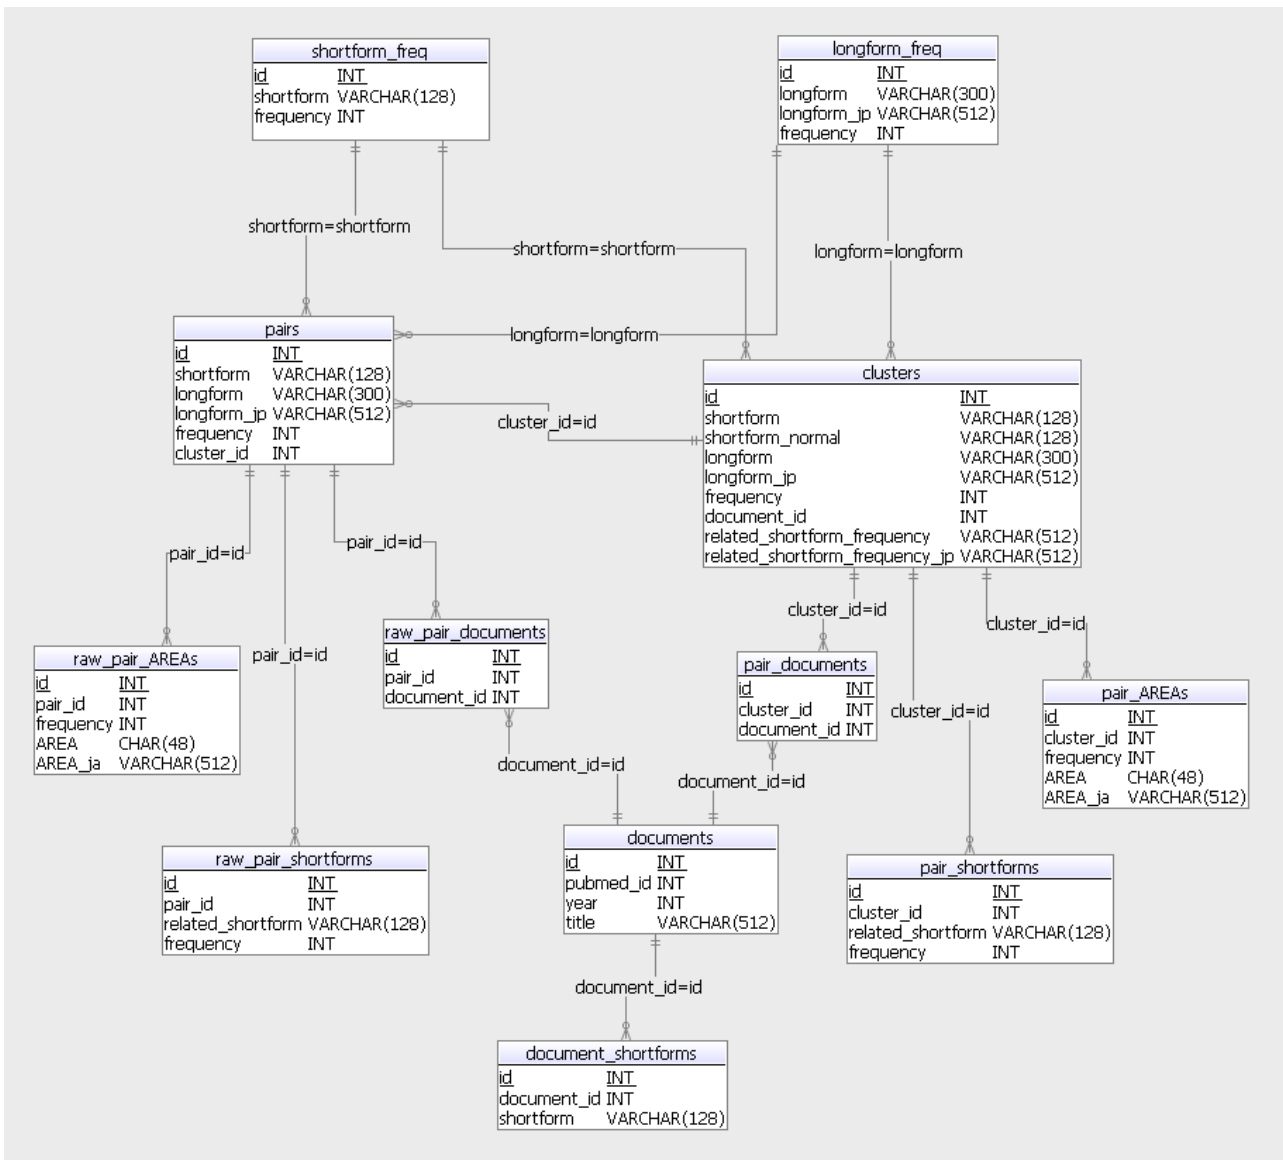 shortform_freq
id INT
shortform VARCHAR(128)
frequency INT
longform_freq
id INT
longform VARCHAR(300)
longform_jp VARCHAR(512)
frequency INT
shortform=shortform
shortform=shortform
longform=longform
longform=longform
pairs
id INT
shortform VARCHAR(128)
longform VARCHAR(300)
longform_jp VARCHAR(512)
frequency INT
cluster_id INT
cluster_id=id
clusters
id INT
shortform VARCHAR(128)
shortform_normal VARCHAR(128)
longform VARCHAR(300)
longform_jp VARCHAR(512)
frequency INT
document_id INT
related_shortform_frequency VARCHAR(512)
related_shortform_frequency_jp VARCHAR(512)
pair_id=id
pair_id=id
pair_id=id
cluster_id=id
cluster_id=id
cluster_id=id
raw_pair_AREAs
id INT
pair_id INT
frequency INT
AREA CHAR(48)
AREA_ja VARCHAR(512)
raw_pair_documents
id INT
pair_id INT
document_id INT
pair_documents
id INT
cluster_id INT
document_id INT
pair_AREAs
id INT
cluster_id INT
frequency INT
AREA CHAR(48)
AREA_ja VARCHAR(512)
document_id=id
document_id=id
raw_pair_shortforms
id INT
pair_id INT
related_shortform VARCHAR(128)
frequency INT
documents
id INT
pubmed_id INT
year INT
title VARCHAR(512)
pair_shortforms
id INT
cluster_id INT
related_shortform VARCHAR(128)
frequency INT
document_id=id
document_shortforms
id INT
document_id INT
shortform VARCHAR(128)